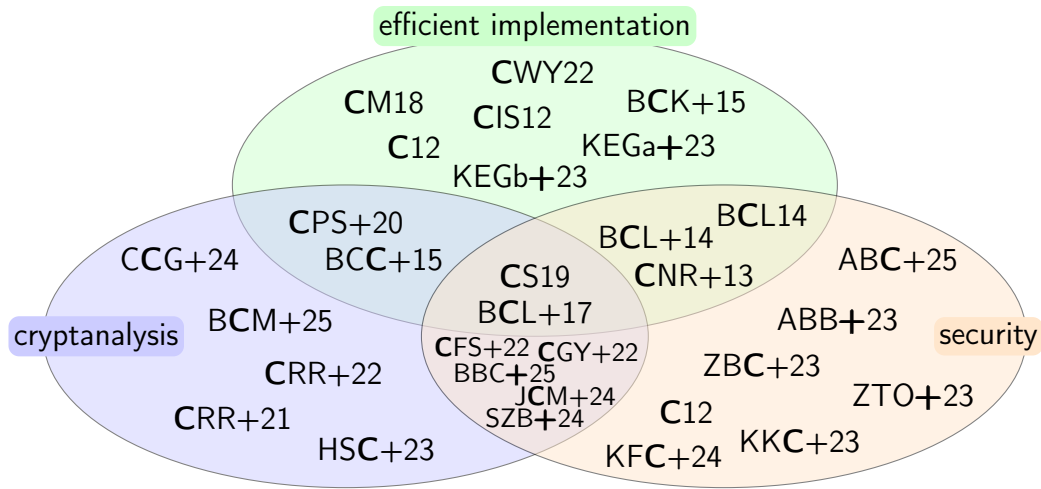 efficient implementation
CWY22
CM18
CIS12
BCK+15
C12
KEGa+23
KEGb+23
CPS+20
BCL+14
BCL14
CCG+24
BCC+15
CS19
CNR+13
ABC+25
BCM+25
BCL+17
ABB+23
cryptanalysis
security
CFS+22
CGY+22
CRR+22
BBC+25
ZBC+23
JCM+24
ZTO+23
CRR+21
SZB+24
C12
HSC+23
KFC+24
KKC+23